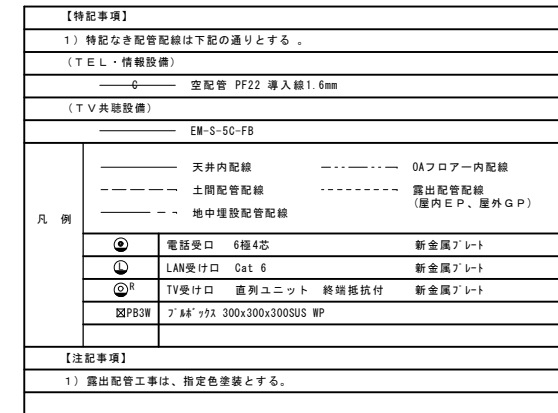 【特記事項】
1) 特記なき配管配線は下記の通りとする 。
(TEL・情報設備)
C 空配管 PF22 導入線1.6mm
(TV共聴設備)
EM-S-5C-FB
凡 例
天井内配線 OAフロアー内配線
土間配管配線 露出配管配線
(屋内EP、屋外GP)
地中埋設配管配線
電話受口 6極4芯 新金属プレート
L LAN受け口 Cat 6 新金属プレート
R TV受け口 直列ユニット 終端抵抗付 新金属プレート
PB3W プルボックス 300x300x300SUS WP
【注記事項】
1) 露出配管工事は、指定色塗装とする。